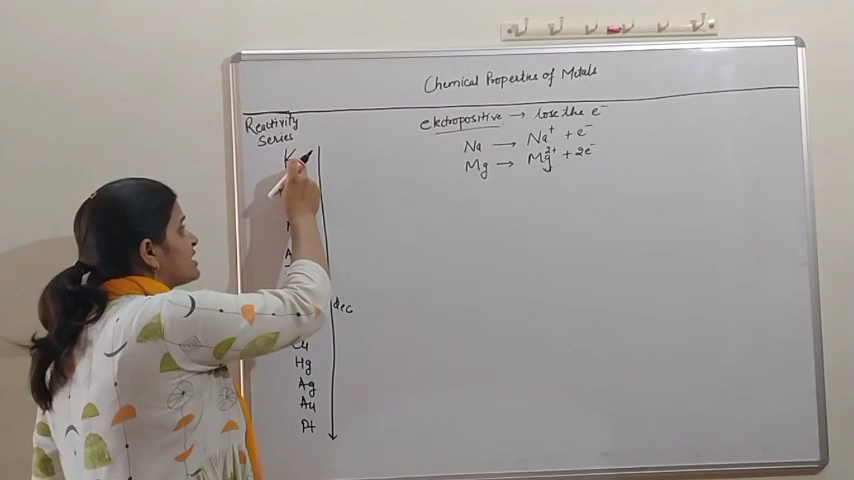 Chemical Properties of Metals
Reactivity
Series
K
electropositive → lose the e⁻
Na → Na⁺ + e⁻
Mg → Mg²⁺ + 2e⁻
dec
Cu
Hg
Ag
Au
Pt